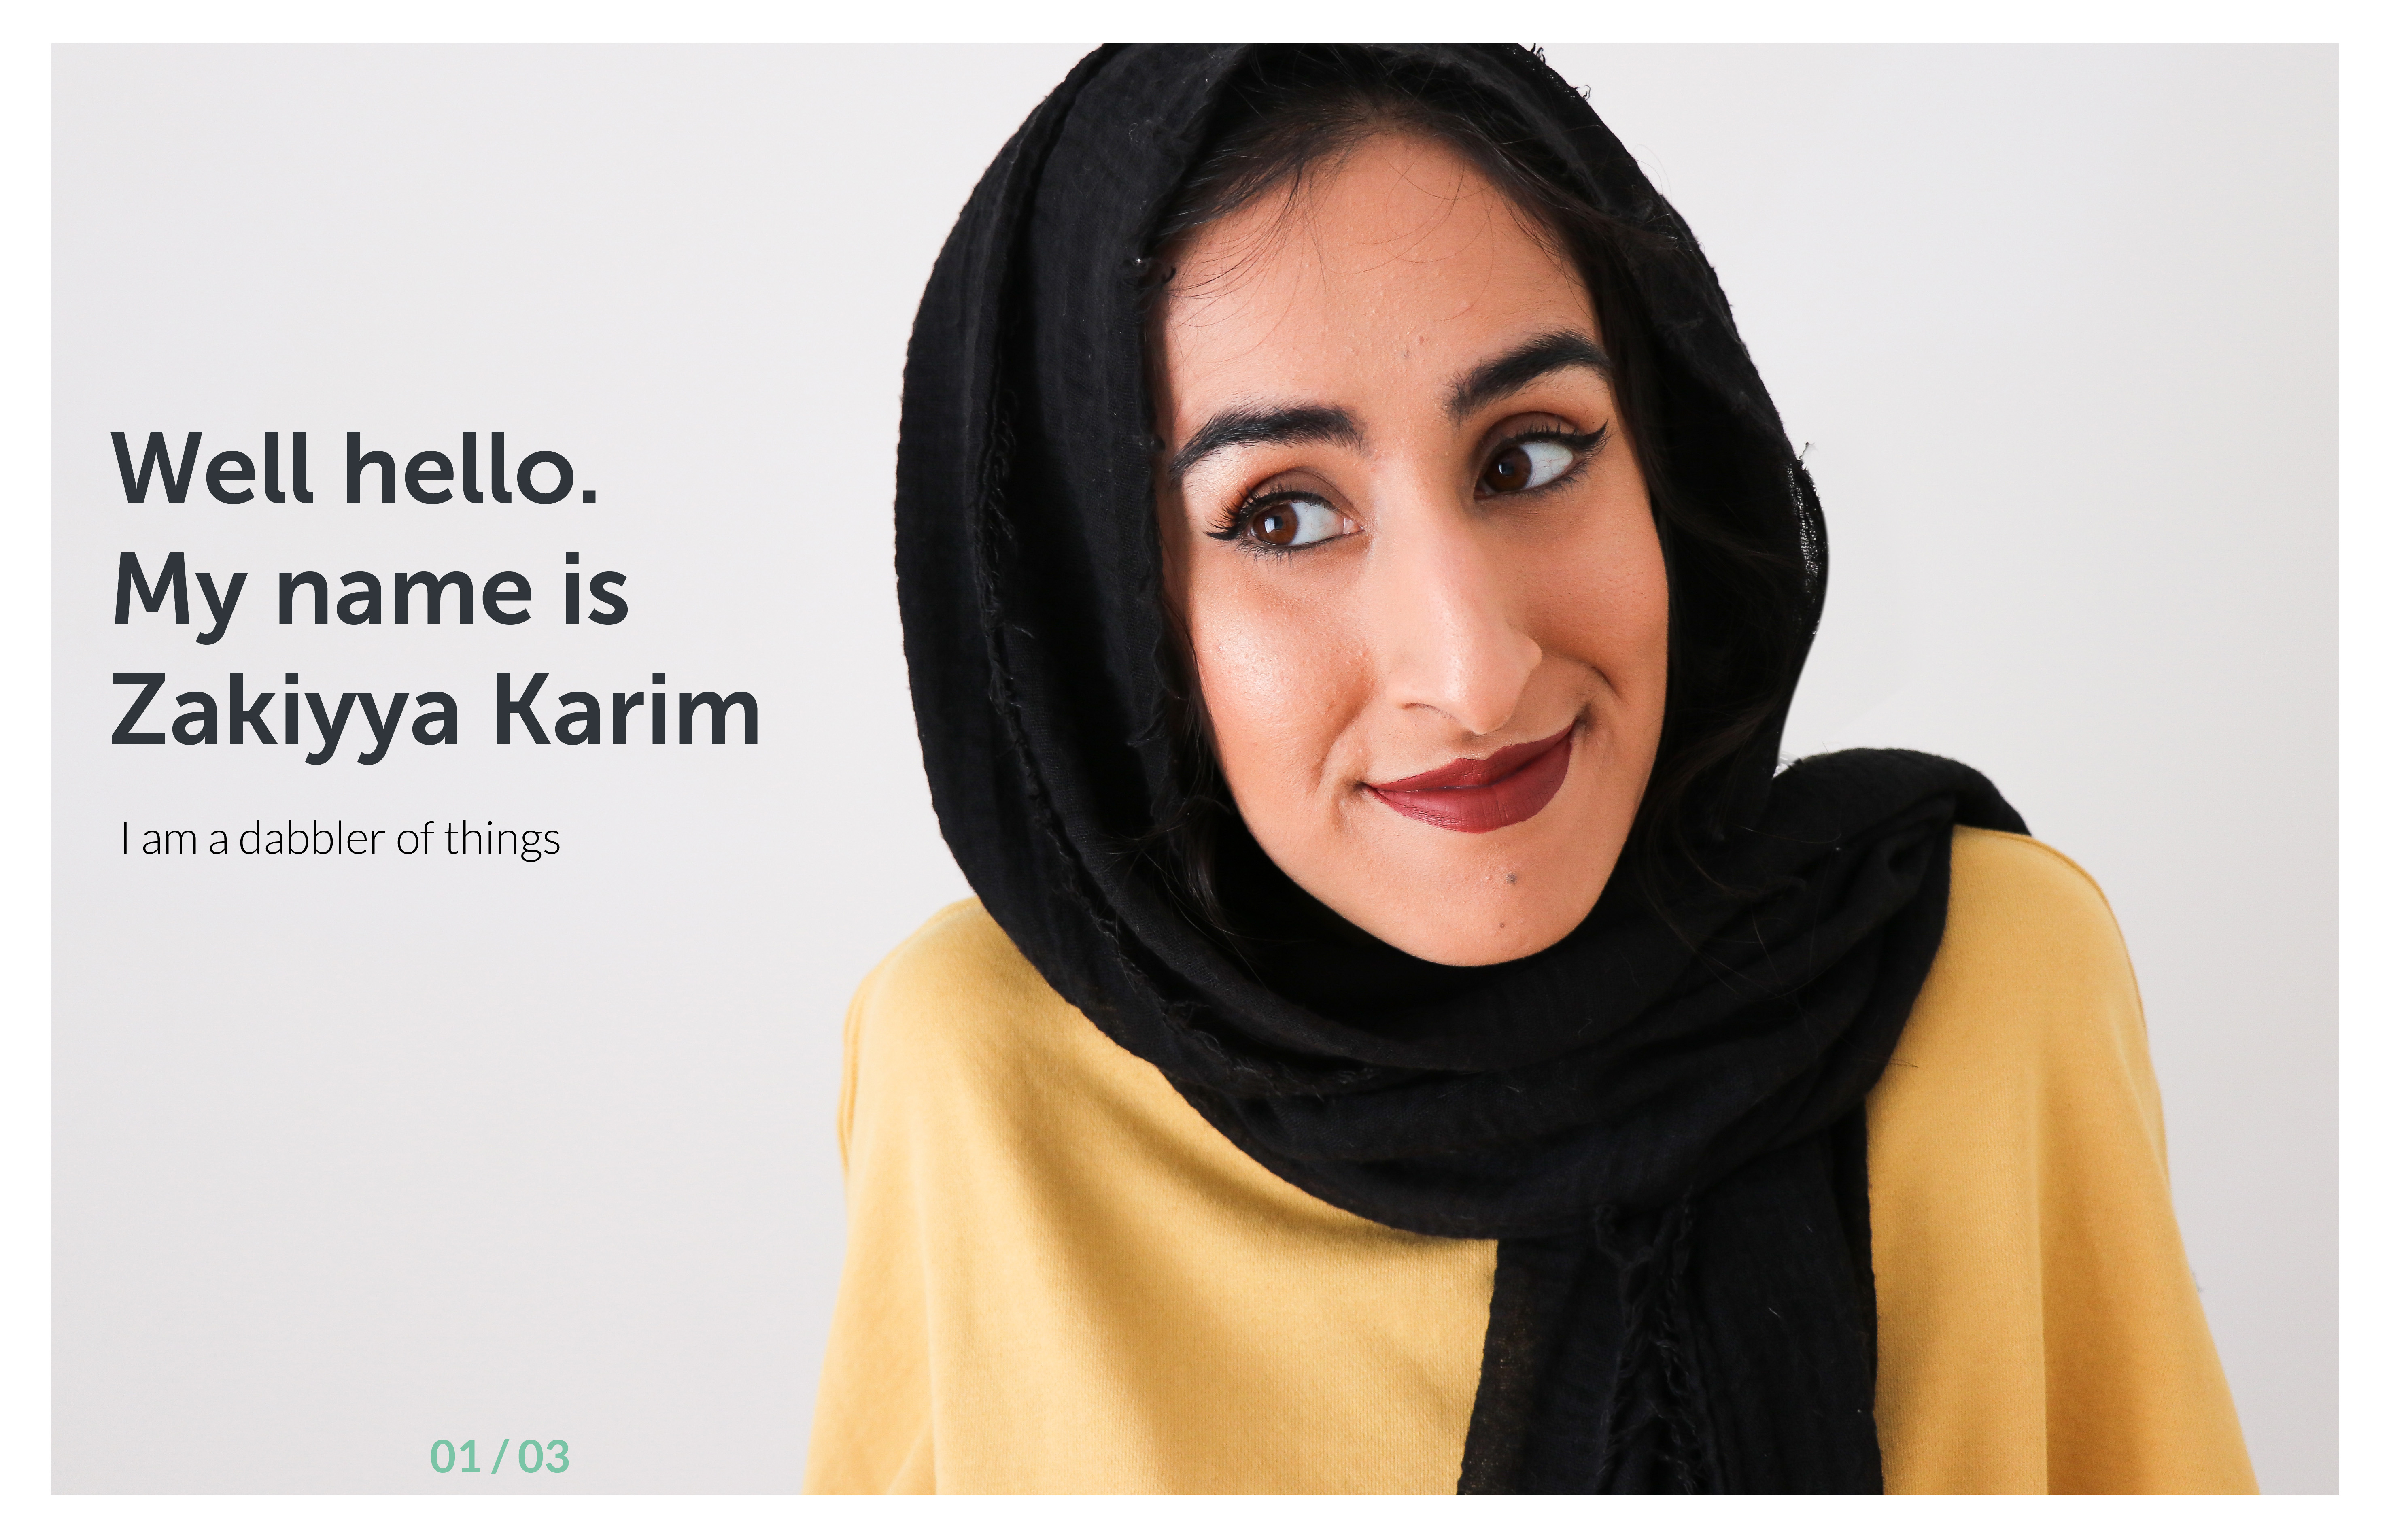 Well hello.
My name is
Zakiyya Karim
I am a dabbler of things
01 / 03